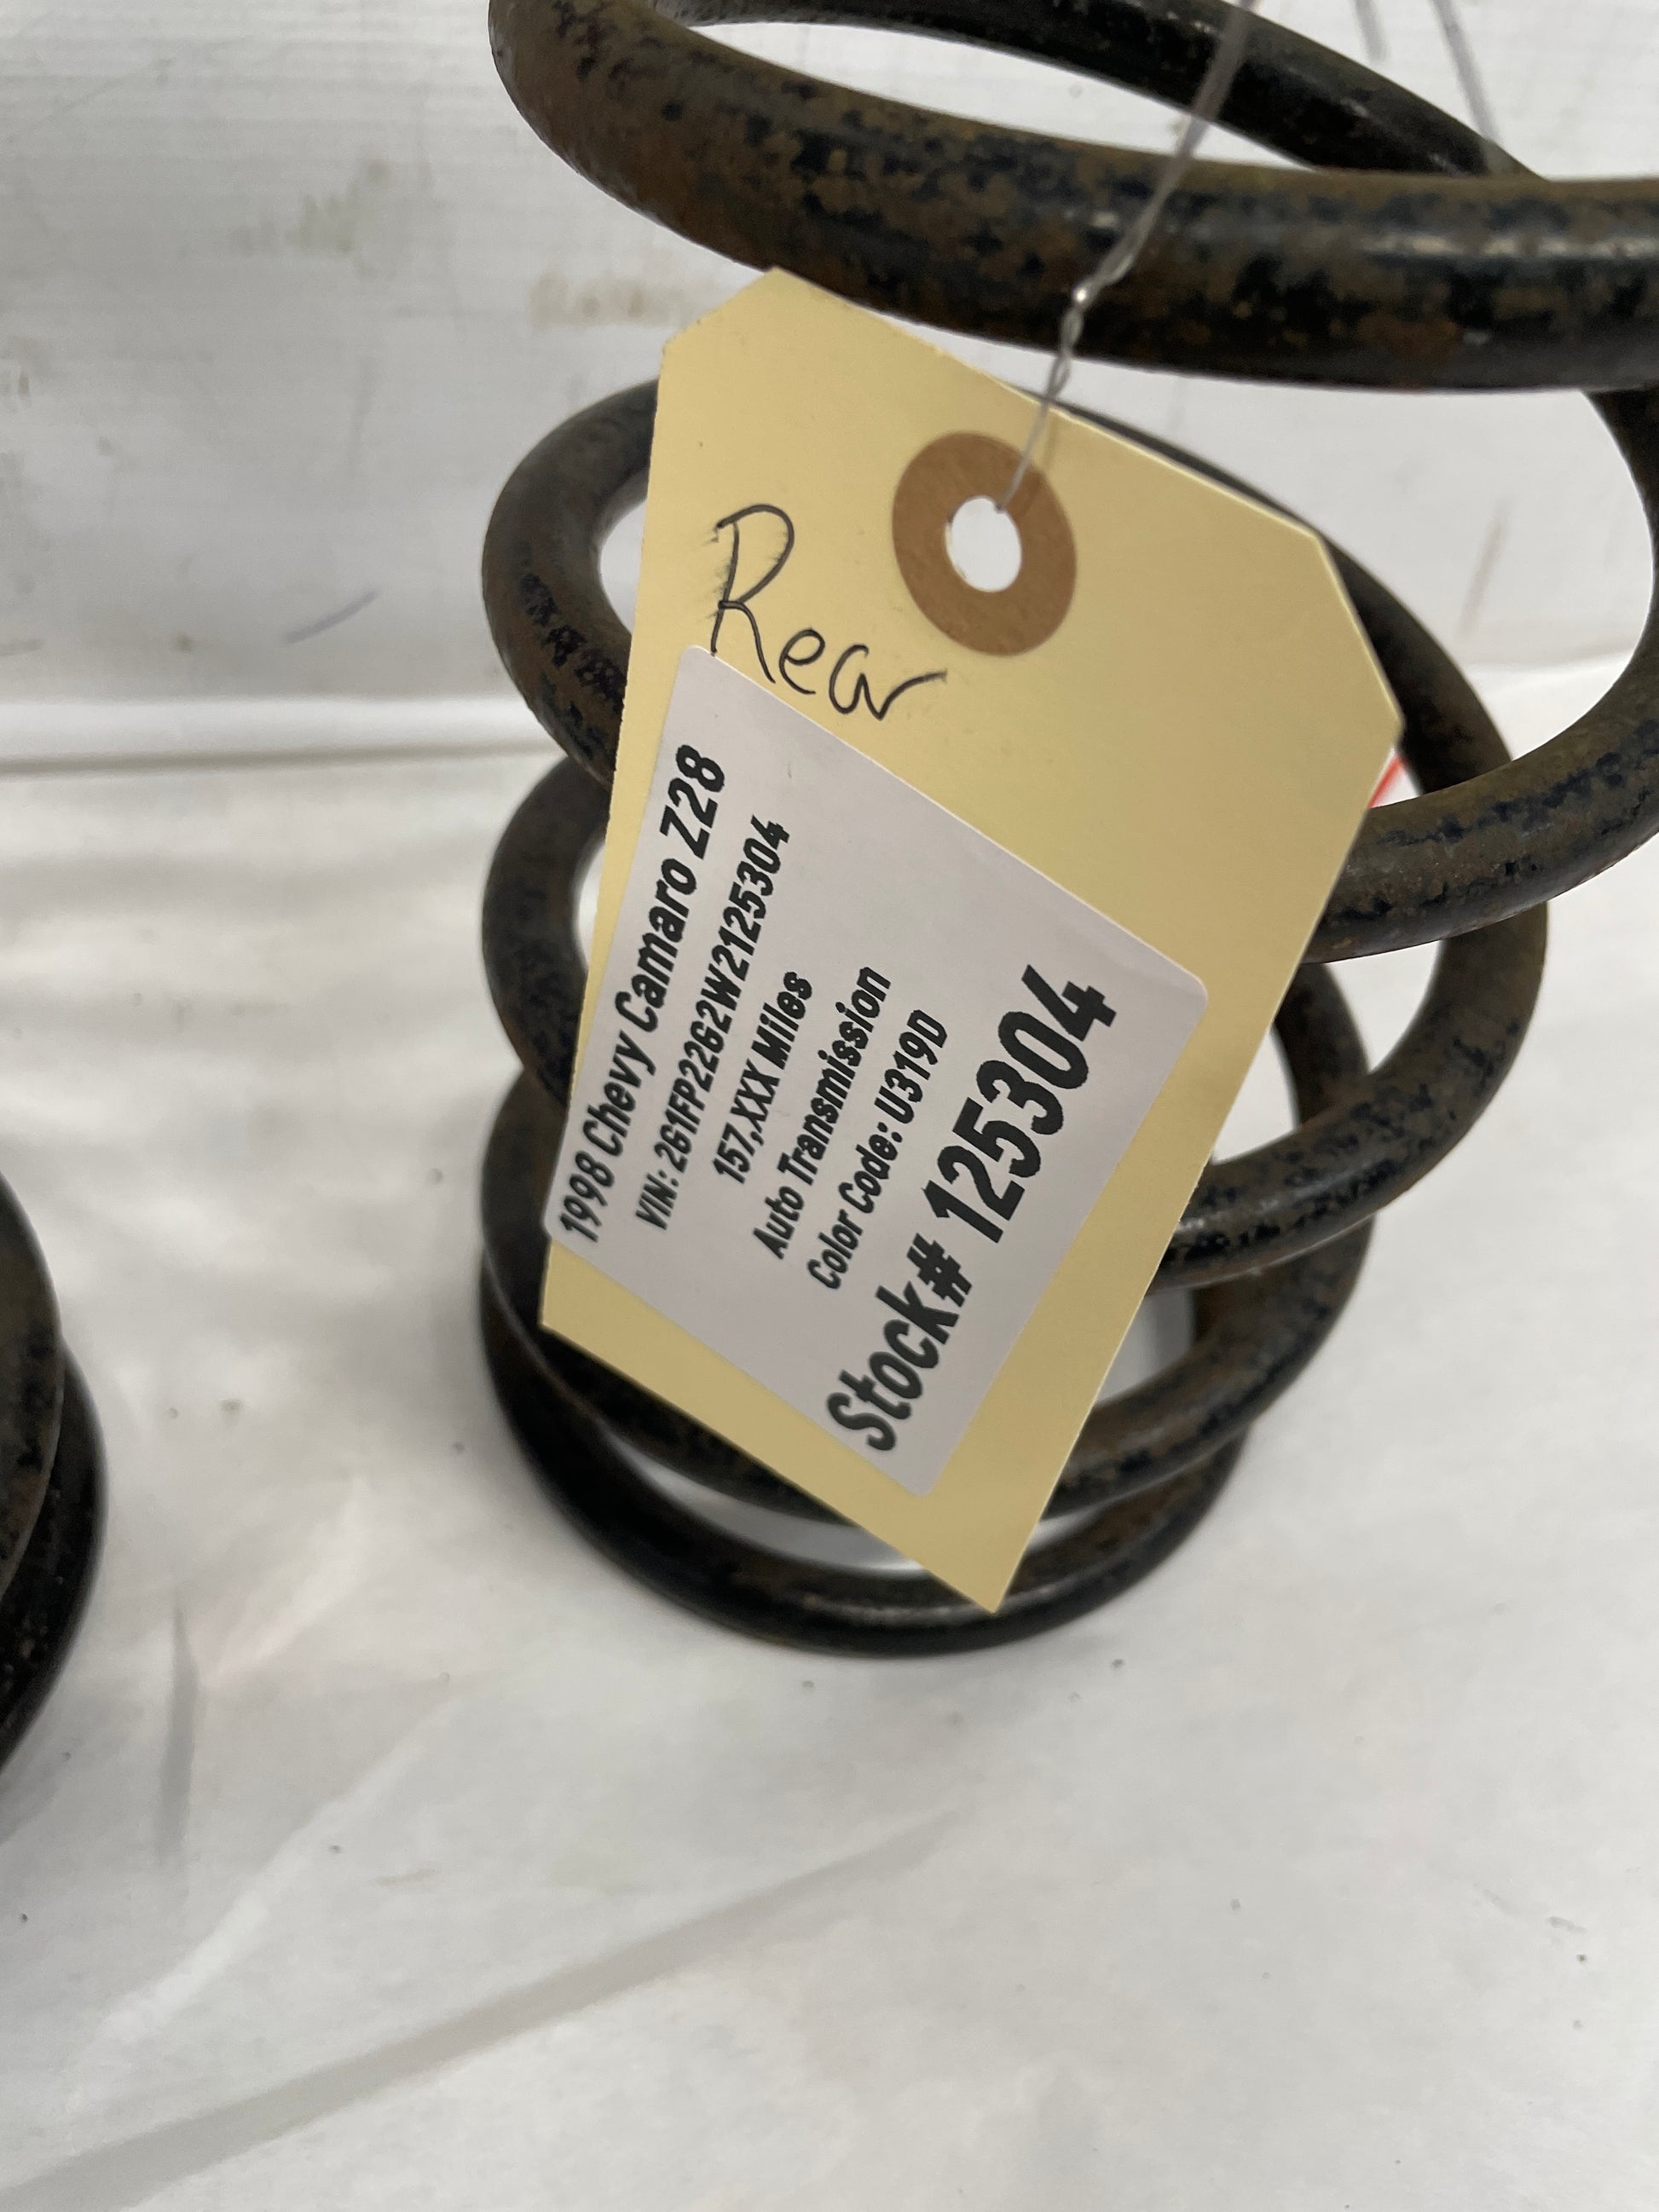 Rear
1998 Chevy Camaro Z28
VIN: 2G1FP22G2W2125304
157,XXX Miles
Auto Transmission
Color Code: U319D
Stock# 125304